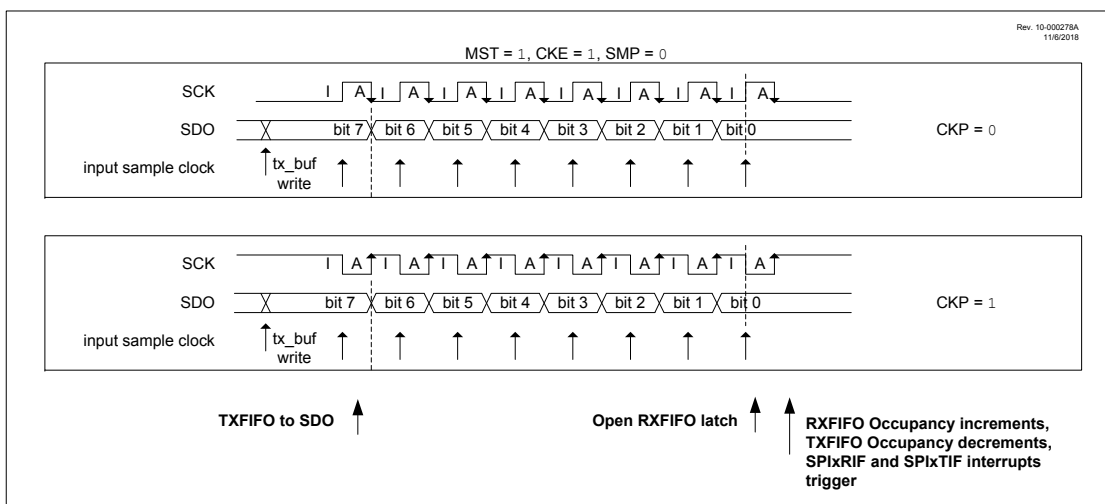 Rev. 10-000278A
11/6/2018
MST = 1, CKE = 1, SMP = 0
SCK I A I A I A I A I A I A I A I A
SDO bit 7 bit 6 bit 5 bit 4 bit 3 bit 2 bit 1 bit 0 CKP = 0
input sample clock tx_buf
write
SCK I A I A I A I A I A I A I A I A
SDO bit 7 bit 6 bit 5 bit 4 bit 3 bit 2 bit 1 bit 0 CKP = 1
input sample clock tx_buf
write
TXFIFO to SDO Open RXFIFO latch RXFIFO Occupancy increments,
TXFIFO Occupancy decrements,
SPIxRIF and SPIxTIF interrupts
trigger